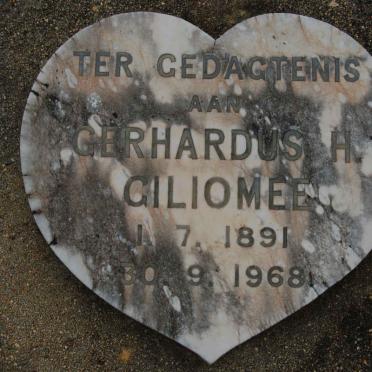 TER GEDAGTENIS
AAN
GERHARDUS H.
GILIOMEE
1. 7. 1891
30. 9. 1968